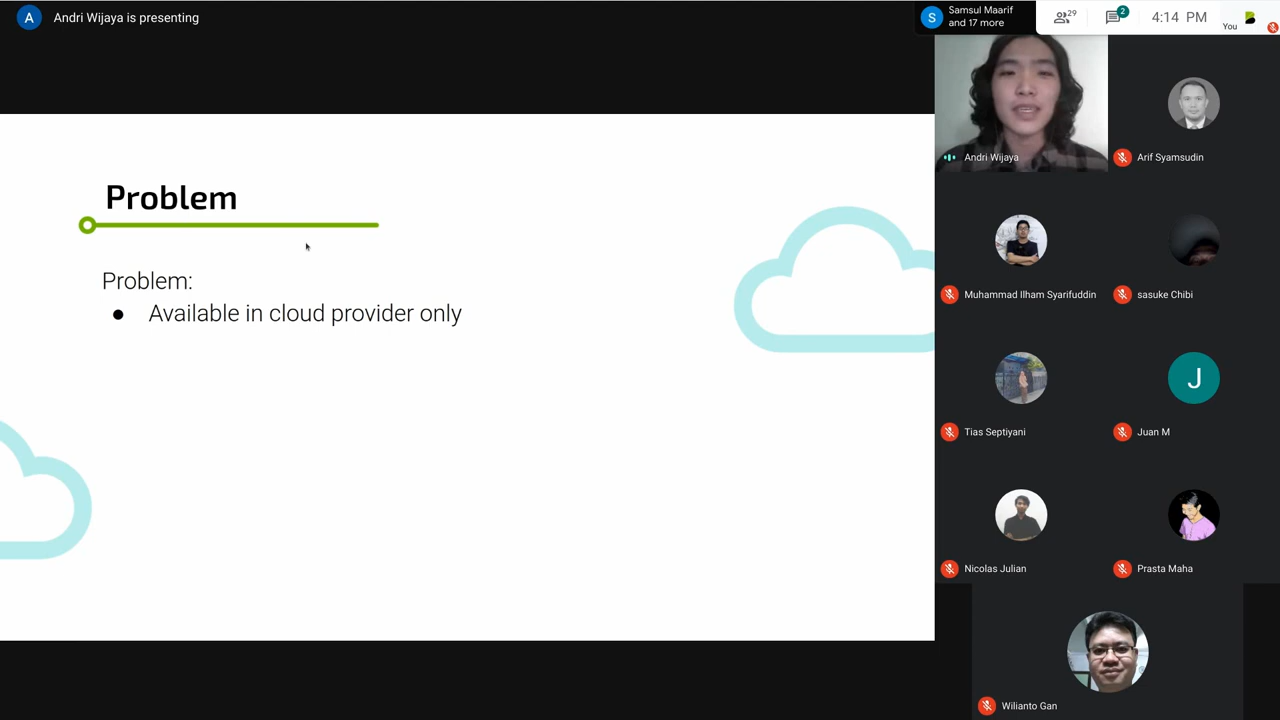 A
Andri Wijaya is presenting
S
Samsul Maarif
and 17 more
29
2
4:14 PM
You
Problem
Problem:
● Available in cloud provider only
Andri Wijaya
Arif Syamsudin
Muhammad Ilham Syarifuddin
sasuke Chibi
Tias Septiyani
J
Juan M
Nicolas Julian
Prasta Maha
Wilianto Gan